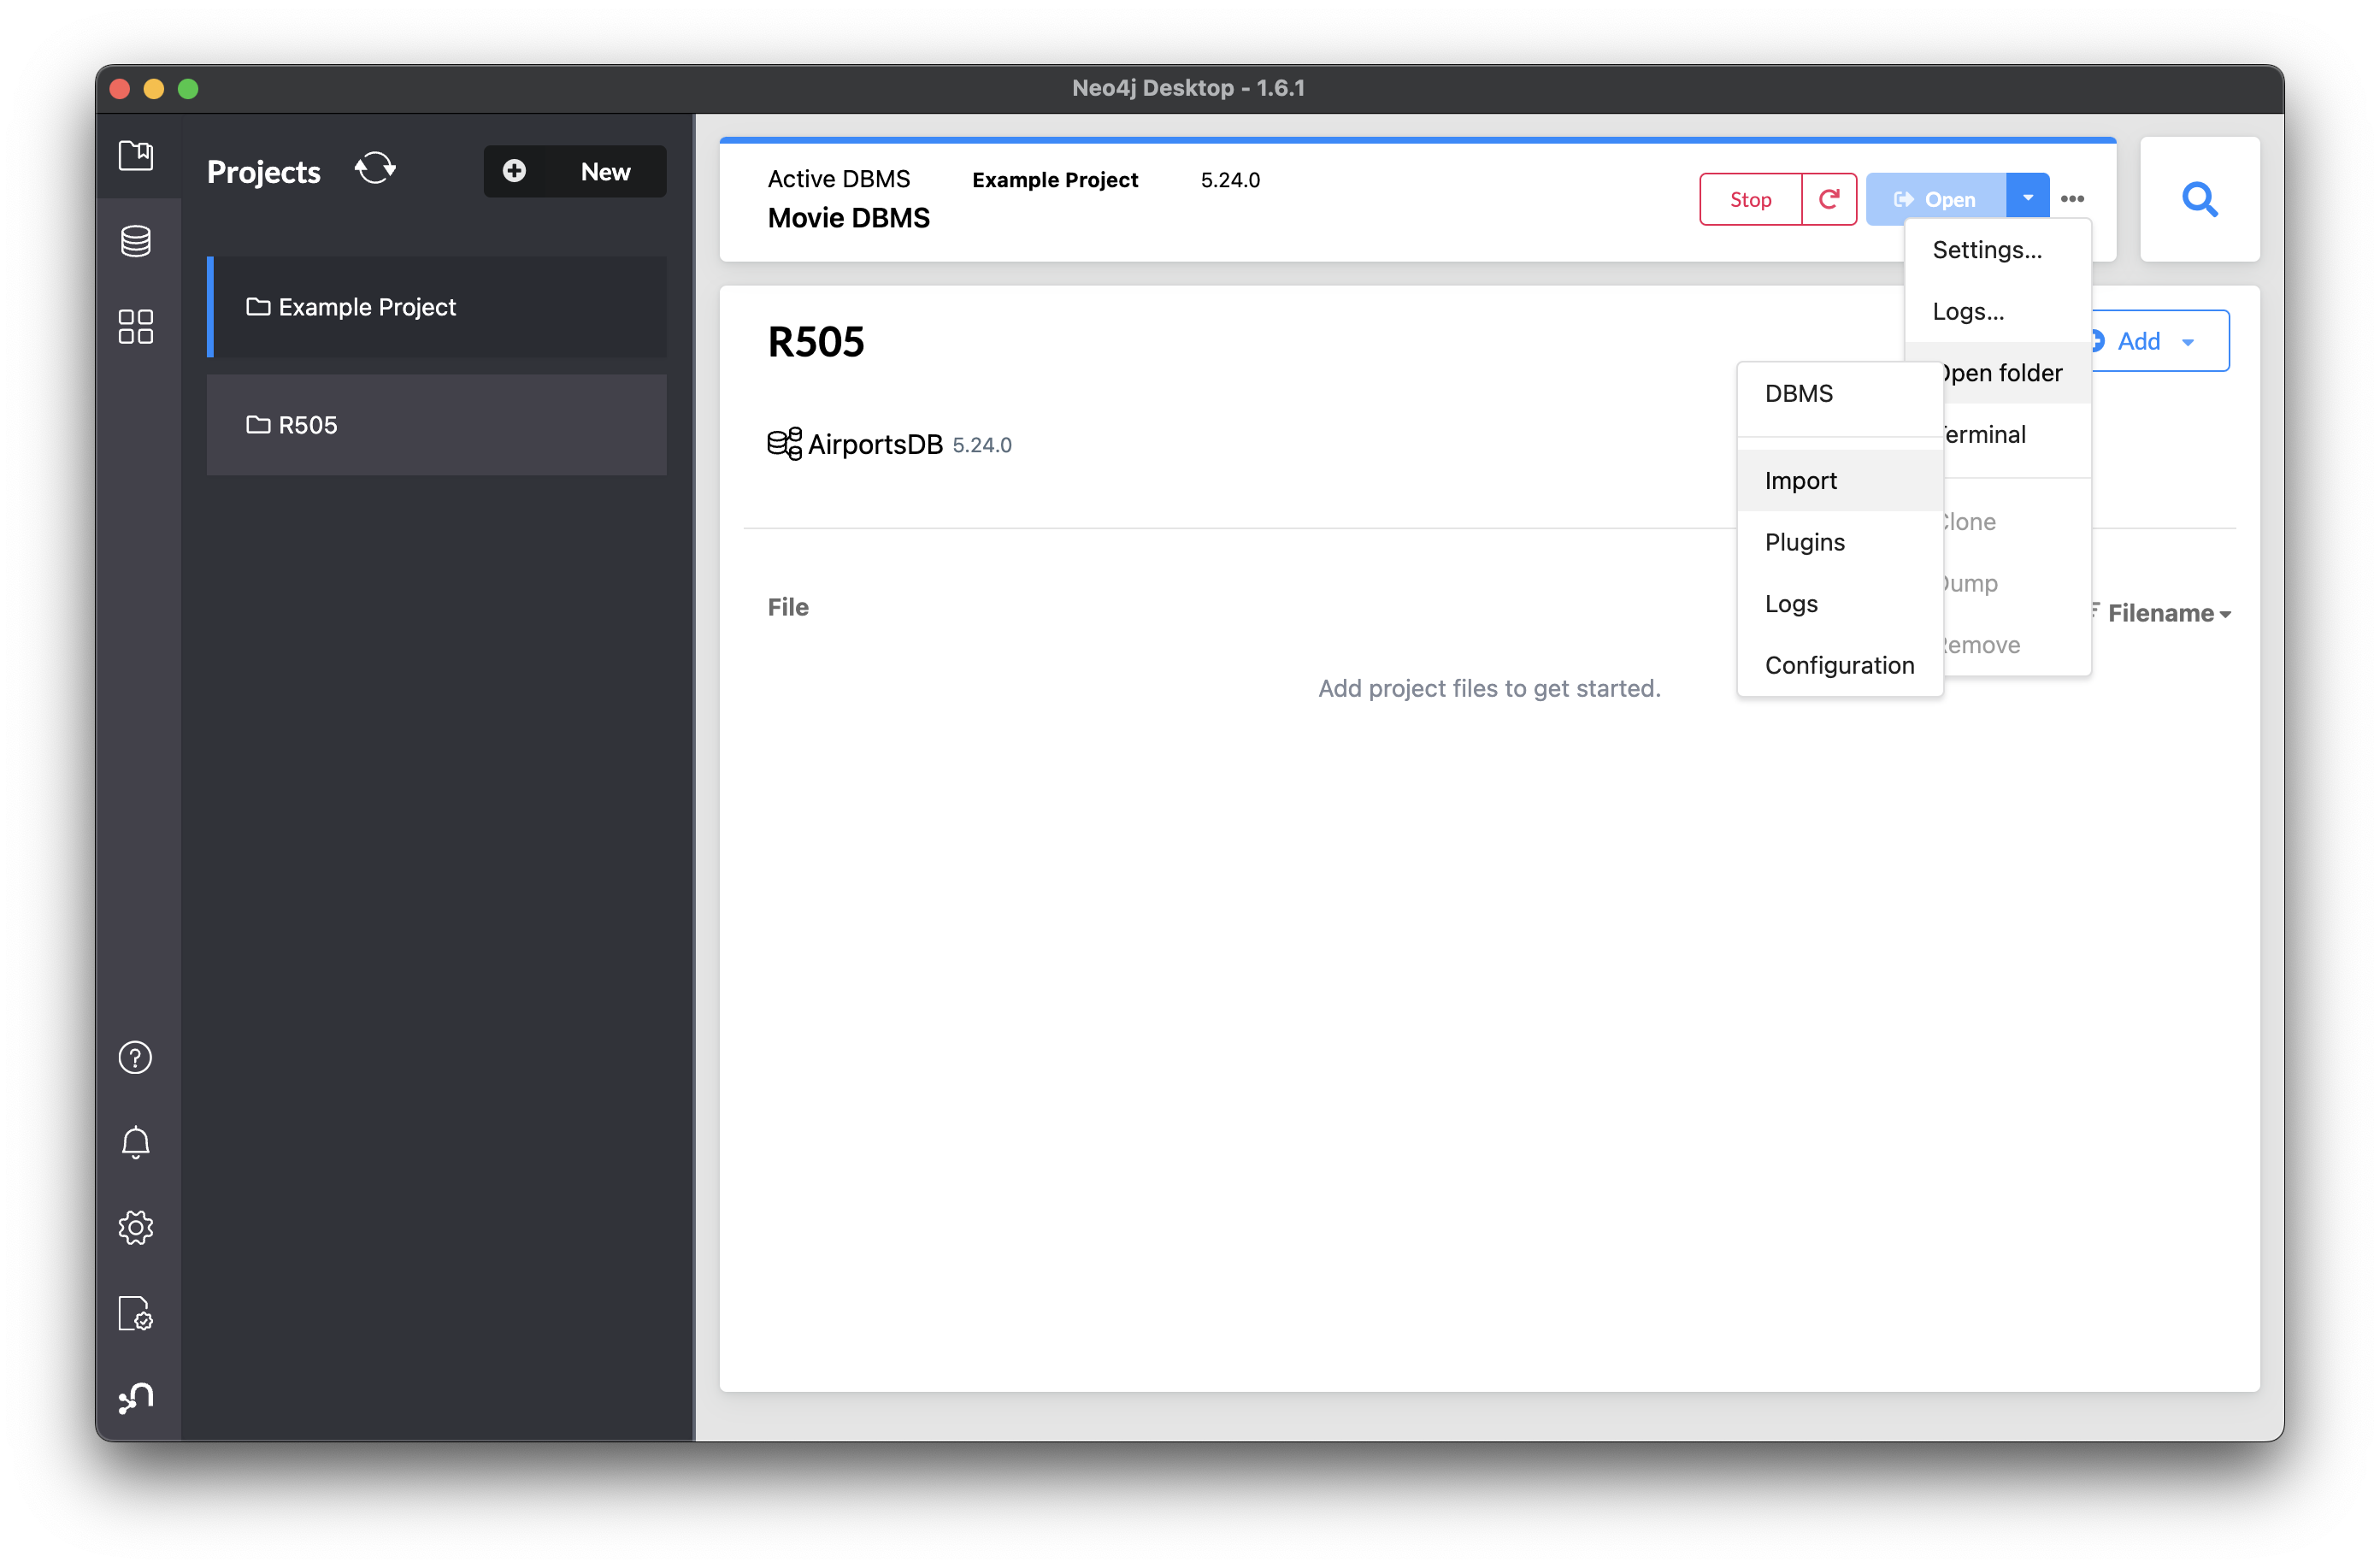 Neo4j Desktop - 1.6.1
Projects
New
Example Project
R505
Active DBMS
Example Project
5.24.0
Movie DBMS
Stop
Open
Settings...
Logs...
Open folder
Terminal
Clone
Dump
Remove
DBMS
Import
Plugins
Logs
Configuration
R505
Add
AirportsDB 5.24.0
File
Filename
Add project files to get started.